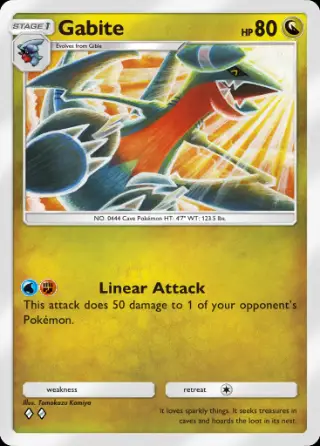 STAGE 1
Gabite
HP 80
Evolves from Gible
NO. 0444 Cave Pokémon HT: 4'7" WT: 123.5 lbs.
Linear Attack
This attack does 50 damage to 1 of your opponent's
Pokémon.
weakness
retreat
Illus. Tomokazu Komiya
It loves sparkly things. It seeks treasures in
caves and hoards the loot in its nest.